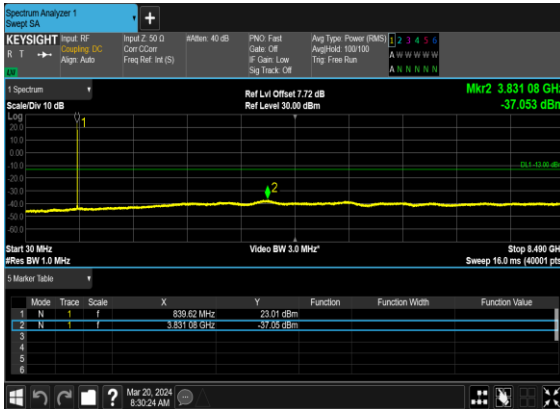 Spectrum Analyzer 1
Swept SA
+
KEYSIGHT Input: RF Input Z: 50 Ω #Atten: 40 dB PNO: Fast Avg Type: Power (RMS) 1 2 3 4 5 6
R T Coupling: DC Corr CCorr Gate: Off Avg|Hold: 100/100 A W W W W W
Align: Auto Freq Ref: Int (S) IF Gain: Low Trig: Free Run
Sig Track: Off A N N N N N
1 Spectrum Ref Lvl Offset 7.72 dB Mkr2 3.831 08 GHz
Scale/Div 10 dB Ref Level 30.00 dBm -37.053 dBm
Log
20.0
10.0
0.00
-10.0
-20.0
-30.0
-40.0
-50.0
-60.0
1
2
DL1 -13.00 dBm
Start 30 MHz Video BW 3.0 MHz* Stop 8.490 GHz
#Res BW 1.0 MHz Sweep 16.0 ms (40001 pts)
5 Marker Table
Mode Trace Scale X Y Function Function Width Function Value
1 N 1 f 839.62 MHz 23.01 dBm
2 N 1 f 3.831 08 GHz -37.05 dBm
3
4
5
6
? Mar 20, 2024
8:30:24 AM